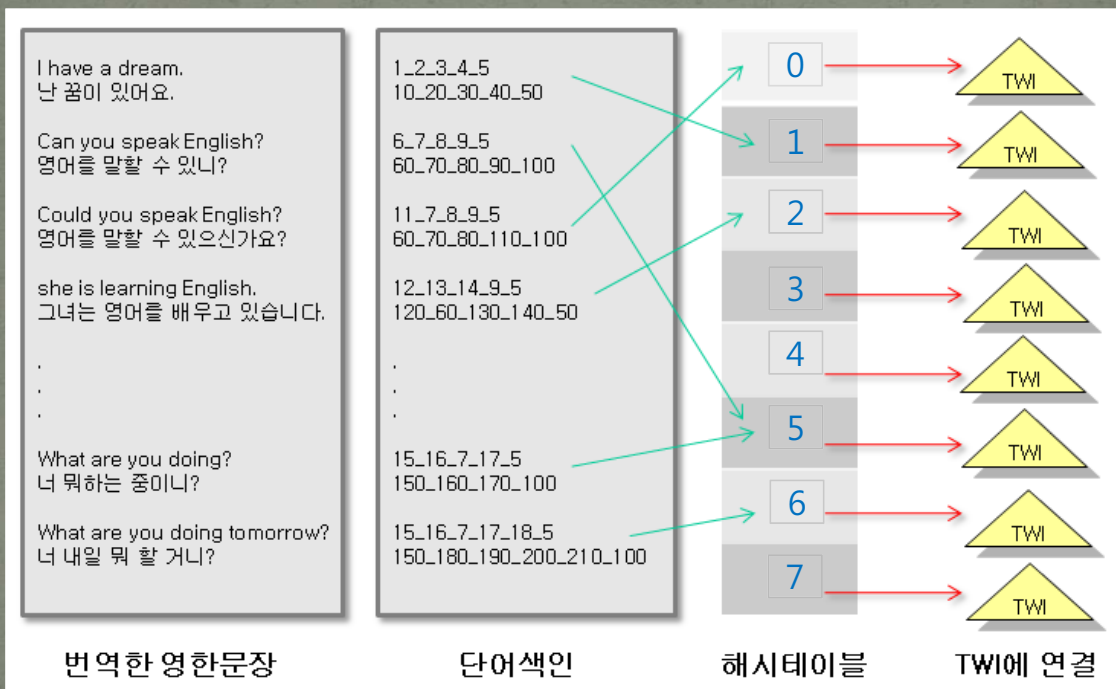 I have a dream.
난 꿈이 있어요.
Can you speak English?
영어를 말할 수 있니?
Could you speak English?
영어를 말할 수 있으신가요?
she is learning English.
그녀는 영어를 배우고 있습니다.
.
.
.
What are you doing?
너 뭐하는 중이니?
What are you doing tomorrow?
너 내일 뭐 할 거니?
번역한 영한문장
1_2_3_4_5
10_20_30_40_50
6_7_8_9_5
60_70_80_90_100
11_7_8_9_5
60_70_80_110_100
12_13_14_9_5
120_60_130_140_50
.
.
.
15_16_7_17_5
150_160_170_100
15_16_7_17_18_5
150_180_190_200_210_100
단어색인
0
1
2
3
4
5
6
7
해시테이블
TWI
TWI
TWI
TWI
TWI
TWI
TWI
TWI
TWI에 연결